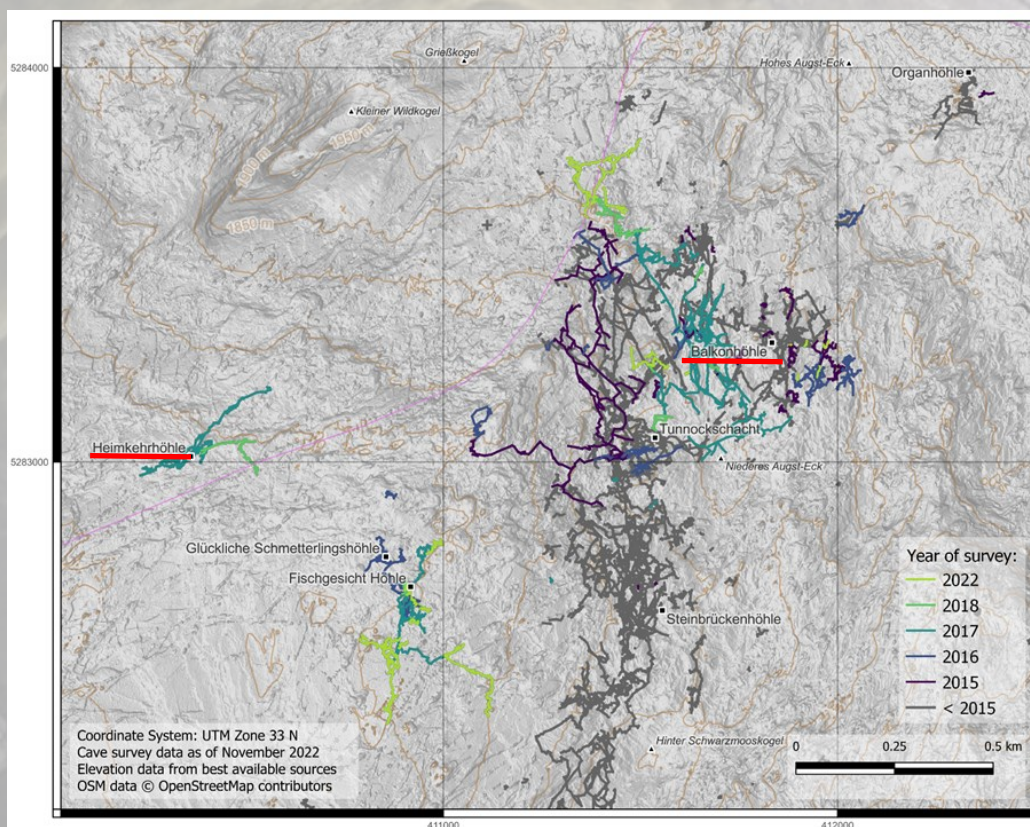 5284000
Grießkogel
Hohes Augst-Eck
Organhöhle
Kleiner Wildkogel
1950 m
1900 m
1850 m
Balkonhöhle
Heimkehrhöhle
Tunnockschacht
5283000
Niederes Augst-Eck
Glückliche Schmetterlingshöhle
Fischgesicht Höhle
Steinbrückenhöhle
Year of survey:
2022
2018
2017
2016
2015
< 2015
Hinter Schwarzmooskogel
Coordinate System: UTM Zone 33 N
Cave survey data as of November 2022
Elevation data from best available sources
OSM data © OpenStreetMap contributors
0 0.25 0.5 km
411000 412000